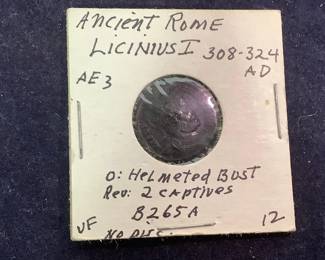 Ancient Rome
Licinius I 308-324
AE3 AD
O: Helmeted Bust
Rev: 2 captives
B265A
VF 12